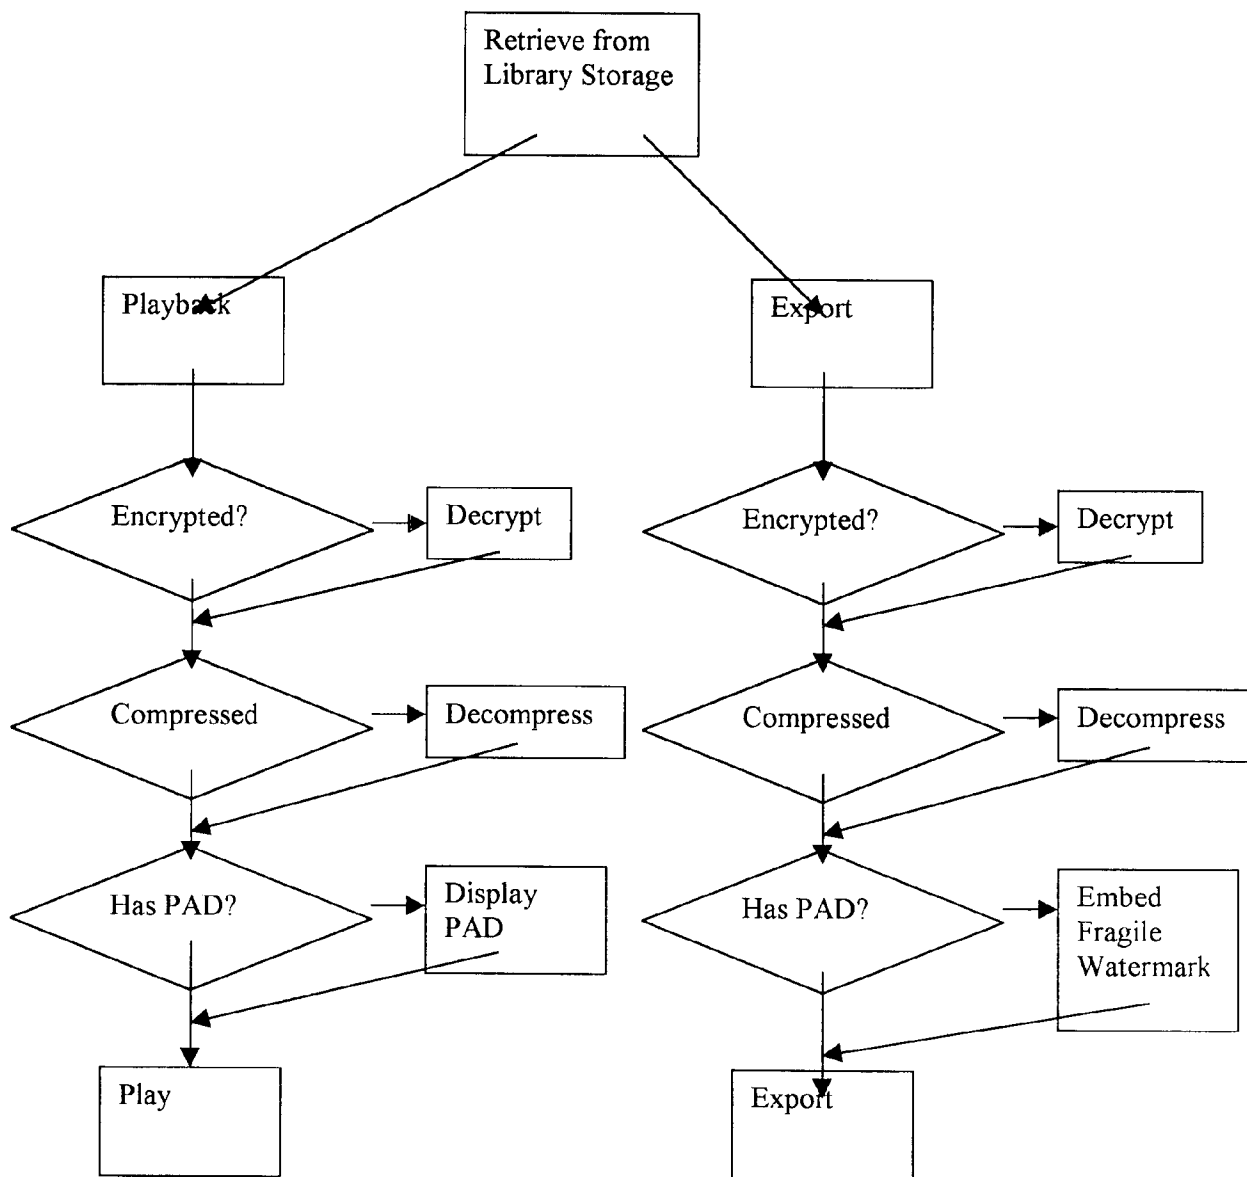 Retrieve from
Library Storage
Playback
Export
Encrypted?
Decrypt
Encrypted?
Decrypt
Compressed
Decompress
Compressed
Decompress
Has PAD?
Display
PAD
Has PAD?
Embed
Fragile
Watermark
Play
Export